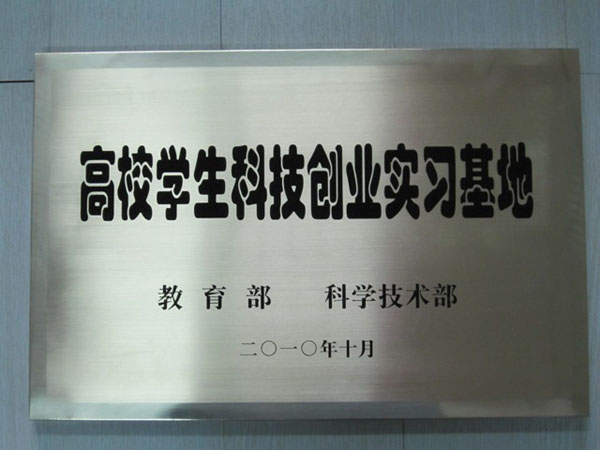 高校学生科技创业实习基地
教育部 科学技术部
二〇一〇年十月